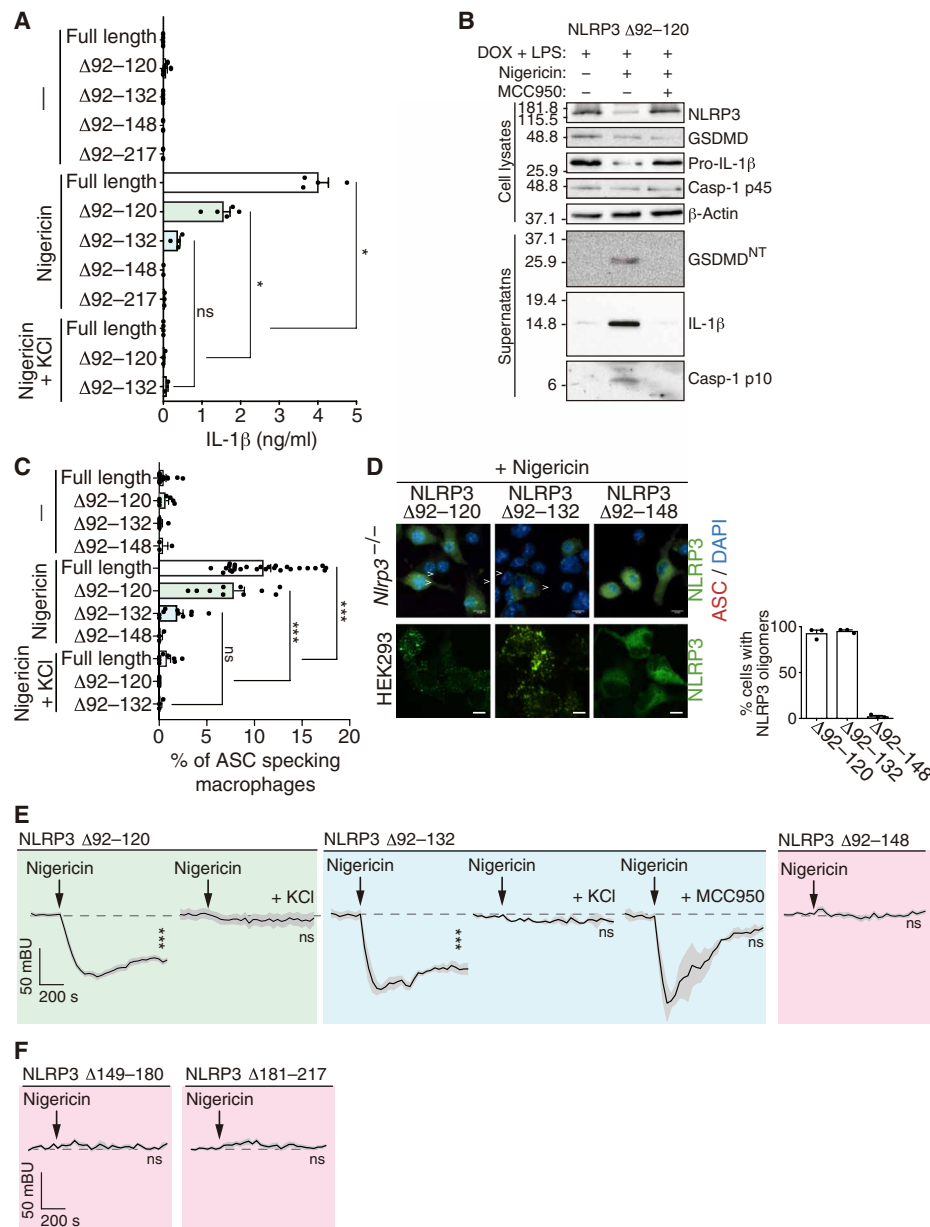 A
—
Full length
Δ92–120
Δ92–132
Δ92–148
Δ92–217
Nigericin
Full length
Δ92–120
Δ92–132
Δ92–148
Δ92–217
Nigericin
+ KCl
Full length
Δ92–120
Δ92–132
ns
*
*
0 1 2 3 4 5
IL-1β (ng/ml)
B
NLRP3 Δ92–120
DOX + LPS: + + +
Nigericin: – + +
MCC950: – – +
Cell lysates
181.8
115.5
NLRP3
48.8
GSDMD
Pro-IL-1β
25.9
48.8
Casp-1 p45
β-Actin
37.1
Supernatatns
37.1
25.9
GSDMDNT
19.4
14.8
IL-1β
6
Casp-1 p10
C
—
Full length
Δ92–120
Δ92–132
Δ92–148
Nigericin
Full length
Δ92–120
Δ92–132
Δ92–148
Nigericin
+ KCl
Full length
Δ92–120
Δ92–132
ns
***
***
0 5 10 15 20
% of ASC specking
macrophages
D
+ Nigericin
NLRP3
Δ92–120
NLRP3
Δ92–132
NLRP3
Δ92–148
Nlrp3–/–
HEK293
NLRP3
ASC / DAPI
NLRP3
% cells with
NLRP3 oligomers
100
50
0
Δ92–120
Δ92–132
Δ92–148
E
NLRP3 Δ92–120
Nigericin
***
50 mBU
200 s
Nigericin
+ KCl
ns
NLRP3 Δ92–132
Nigericin
***
Nigericin
+ KCl
ns
Nigericin
+ MCC950
ns
NLRP3 Δ92–148
Nigericin
ns
F
NLRP3 Δ149–180
Nigericin
ns
50 mBU
200 s
NLRP3 Δ181–217
Nigericin
ns